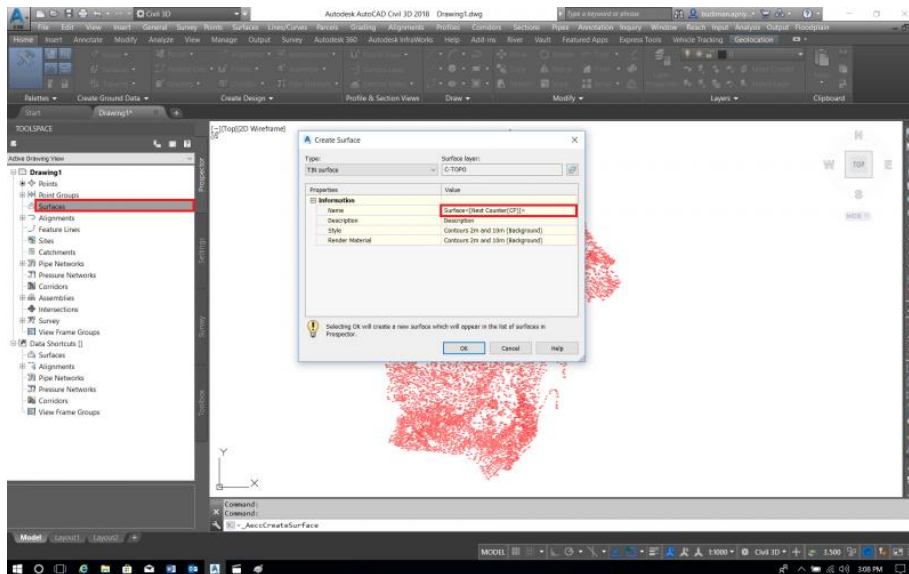 Civil 3D
Autodesk AutoCAD Civil 3D 2018 Drawing1.dwg
Type a keyword or phrase
File Edit View Insert General Survey Points Surfaces Lines/Curves Parcels Grading Alignments Profiles Corridors Sections Pipes Annotation Inquiry Window Reach Input Analysis Output Floodplain
Home Insert Annotate Modify Analyze View Manage Output Survey Autodesk 360 Autodesk InfraWorks Help Add-ins River Vault Featured Apps Express Tools Vehicle Tracking Geolocation
Palettes Create Ground Data Create Design Profile & Section Views Draw Modify Layers Clipboard
Start Drawing1*
TOOLSPACE
Active Drawing View
Drawing1
Points
Point Groups
Surfaces
Alignments
Feature Lines
Sites
Catchments
Pipe Networks
Pressure Networks
Corridors
Assemblies
Intersections
Survey
View Frame Groups
Data Shortcuts []
Surfaces
Alignments
Pipe Networks
Pressure Networks
Corridors
View Frame Groups
Prospector
Settings
Survey
Toolbox
[-][Top][2D Wireframe]
Create Surface
Type:
TIN surface
Surface layer:
C-TOPO
Properties
Value
Information
Name
Surface<[Next Counter(CP)]>
Description
Description
Style
Contours 2m and 10m (Background)
Render Material
Contours 2m and 10m (Background)
Selecting OK will create a new surface which will appear in the list of surfaces in
Prospector.
OK Cancel Help
N
W TOP E
S
Y
X
Command:
Command:
_AeccCreateSurface
Model Layout1 Layout2 +
MODEL
1:1000
Civil 3D
3.500
3:08 PM